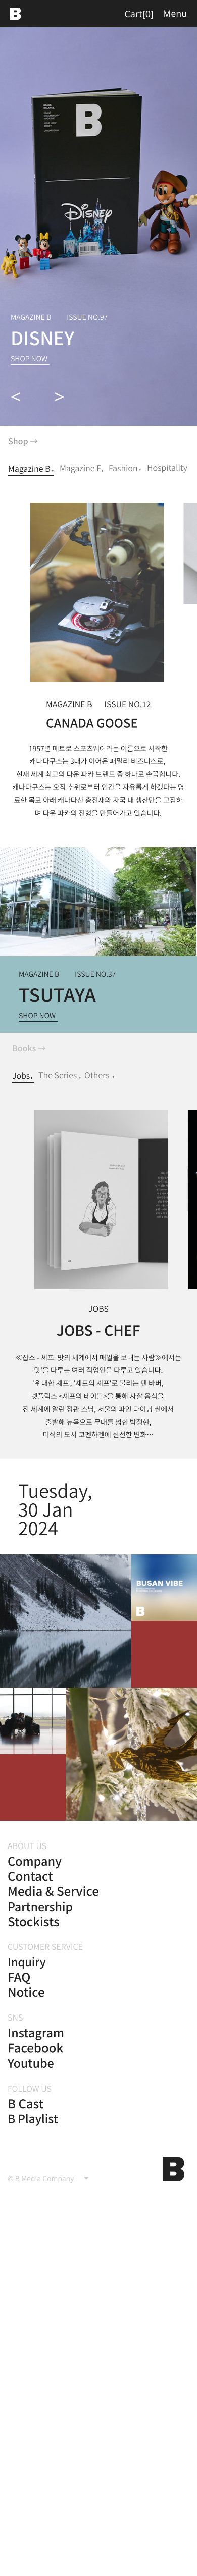 B Cart[0] Menu
B
DISNEY
MAGAZINE B ISSUE NO.97
DISNEY
SHOP NOW
< >
Shop →
Magazine B, Magazine F, Fashion, Hospitality
MAGAZINE B ISSUE NO.12
CANADA GOOSE
1957년 메트로 스포츠웨어라는 이름으로 시작한
캐나다구스는 3대가 이어온 패밀리 비즈니스로,
현재 세계 최고의 다운 파카 브랜드 중 하나로 손꼽힙니다.
캐나다구스는 오직 추위로부터 인간을 자유롭게 하겠다는 명
료한 목표 아래 캐나다산 충전재와 자국 내 생산만을 고집하
며 다운 파카의 전형을 만들어가고 있습니다.
MAGAZINE B ISSUE NO.37
TSUTAYA
SHOP NOW
Books →
Jobs, The Series , Others ,
JOBS
JOBS - CHEF
≪잡스 - 셰프: 맛의 세계에서 매일을 보내는 사람≫에서는
'맛'을 다루는 여러 직업인을 다루고 있습니다.
'위대한 셰프', '셰프의 셰프'로 불리는 댄 바버,
넷플릭스 <셰프의 테이블>을 통해 사찰 음식을
전 세계에 알린 정관 스님, 서울의 파인 다이닝 씬에서
출발해 뉴욕으로 무대를 넓힌 박정현,
미식의 도시 코펜하겐에 신선한 변화…
Tuesday,
30 Jan
2024
BUSAN VIBE
B
ABOUT US
Company
Contact
Media & Service
Partnership
Stockists
CUSTOMER SERVICE
Inquiry
FAQ
Notice
SNS
Instagram
Facebook
Youtube
FOLLOW US
B Cast
B Playlist
B
© B Media Company